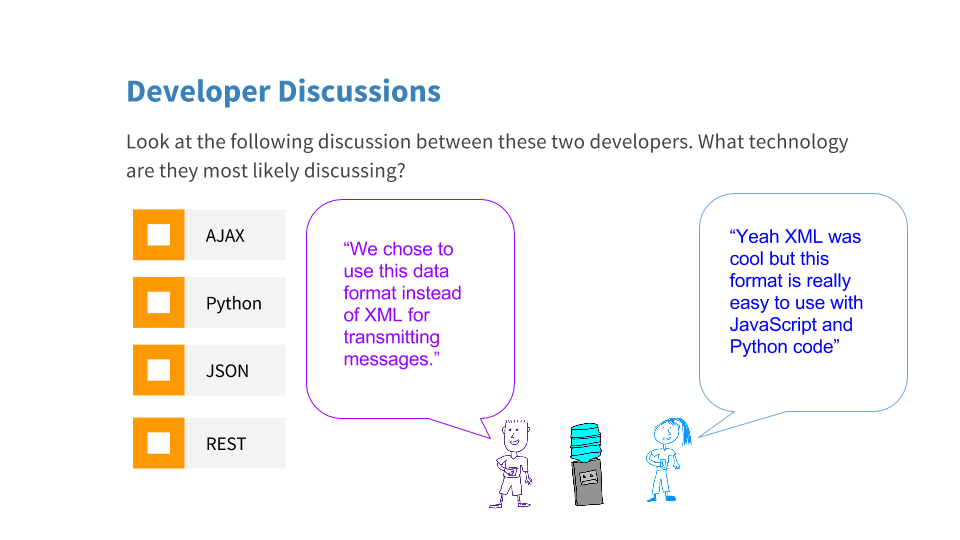 Developer Discussions
Look at the following discussion between these two developers. What technology
are they most likely discussing?
AJAX
Python
JSON
REST
“We chose to
use this data
format instead
of XML for
transmitting
messages.”
“Yeah XML was
cool but this
format is really
easy to use with
JavaScript and
Python code”